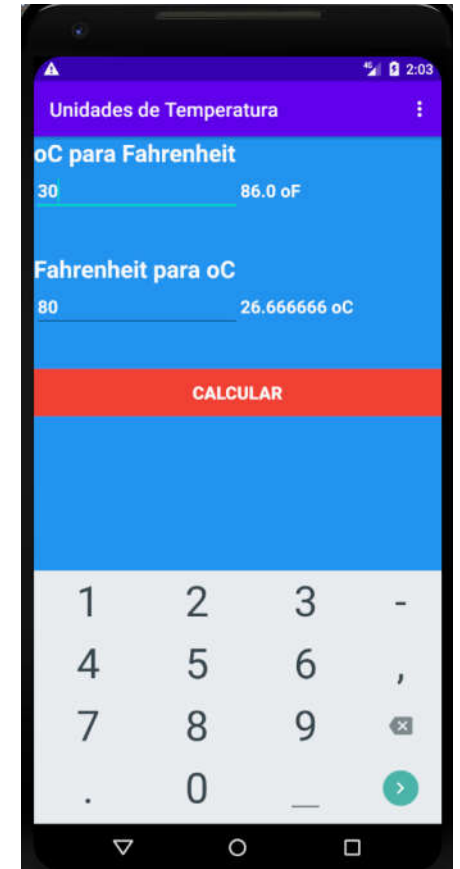 2:03
Unidades de Temperatura
oC para Fahrenheit
30 86.0 oF
Fahrenheit para oC
80 26.666666 oC
CALCULAR
1 2 3 -
4 5 6 ,
7 8 9
. 0 _